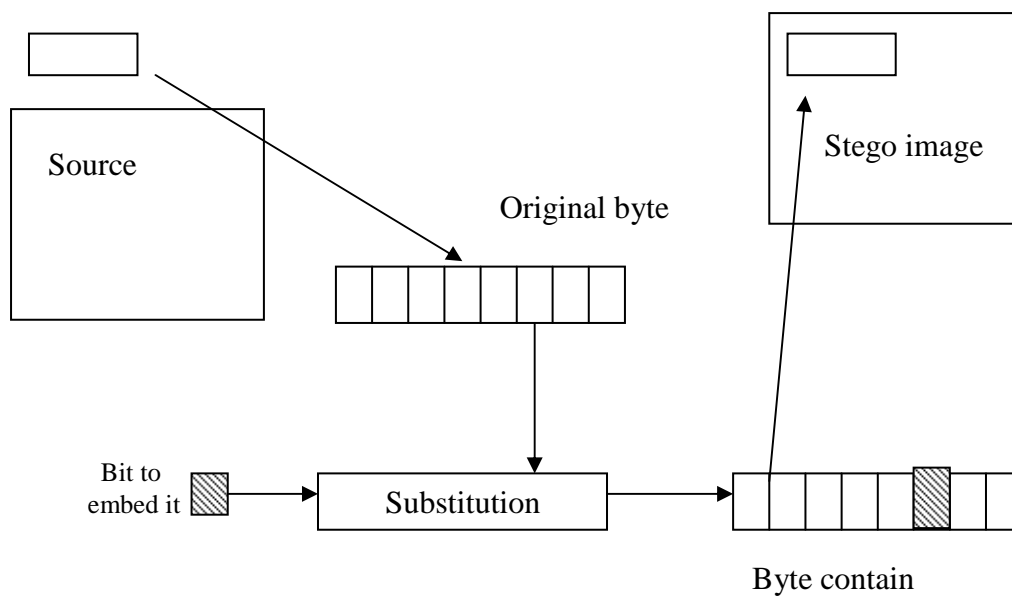 Source
Stego image
Original byte
Bit to
embed it
Substitution
Byte contain